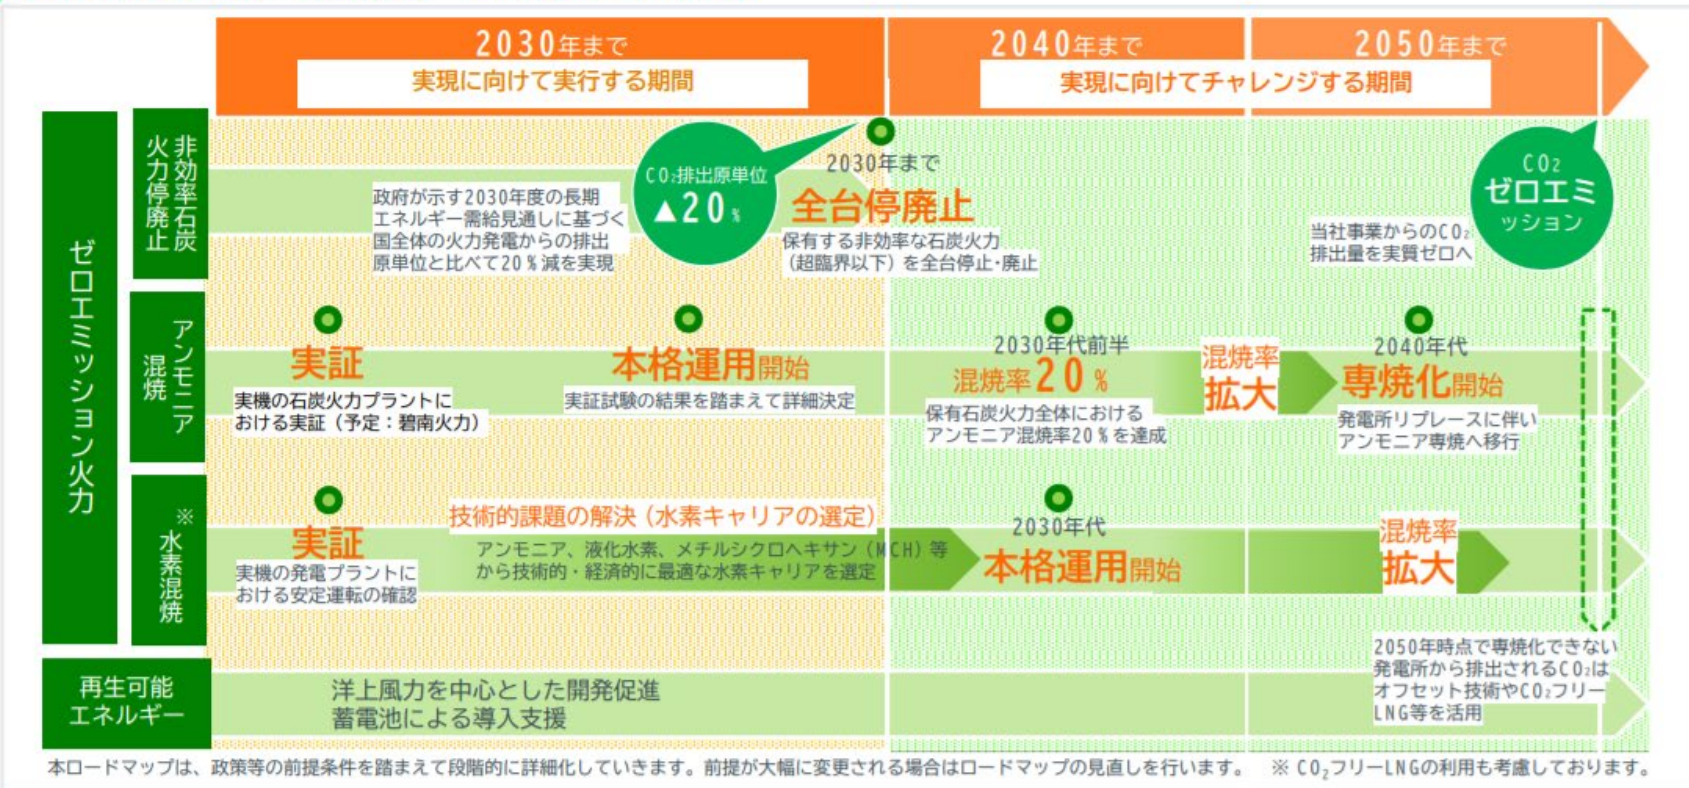 2030年まで
実現に向けて実行する期間
2040年まで
2050年まで
実現に向けてチャレンジする期間
ゼロエミッション火力
非効率石炭
火力停廃止
政府が示す2030年度の長期
エネルギー需給見通しに基づく
国全体の火力発電からの排出
原単位と比べて20％減を実現
CO₂排出原単位
▲20％
2030年まで
全台停廃止
保有する非効率な石炭火力
（超臨界以下）を全台停止・廃止
当社事業からのCO₂
排出量を実質ゼロへ
CO₂
ゼロエミ
ッション
アンモニア
混焼
実証
実機の石炭火力プラントに
おける実証（予定：碧南火力）
本格運用開始
実証試験の結果を踏まえて詳細決定
2030年代前半
混焼率20％
保有石炭火力全体における
アンモニア混焼率20％を達成
混焼率
拡大
2040年代
専焼化開始
発電所リプレースに伴い
アンモニア専焼へ移行
※
水素混焼
実証
実機の発電プラントに
おける安定運転の確認
技術的課題の解決（水素キャリアの選定）
アンモニア、液化水素、メチルシクロヘキサン（MCH）等
から技術的・経済的に最適な水素キャリアを選定
2030年代
本格運用開始
混焼率
拡大
2050年時点で専焼化できない
発電所から排出されるCO₂は
オフセット技術やCO₂フリー
LNG等を活用
再生可能
エネルギー
洋上風力を中心とした開発促進
蓄電池による導入支援
本ロードマップは、政策等の前提条件を踏まえて段階的に詳細化していきます。前提が大幅に変更される場合はロードマップの見直しを行います。 ※ CO₂フリーLNGの利用も考慮しております。